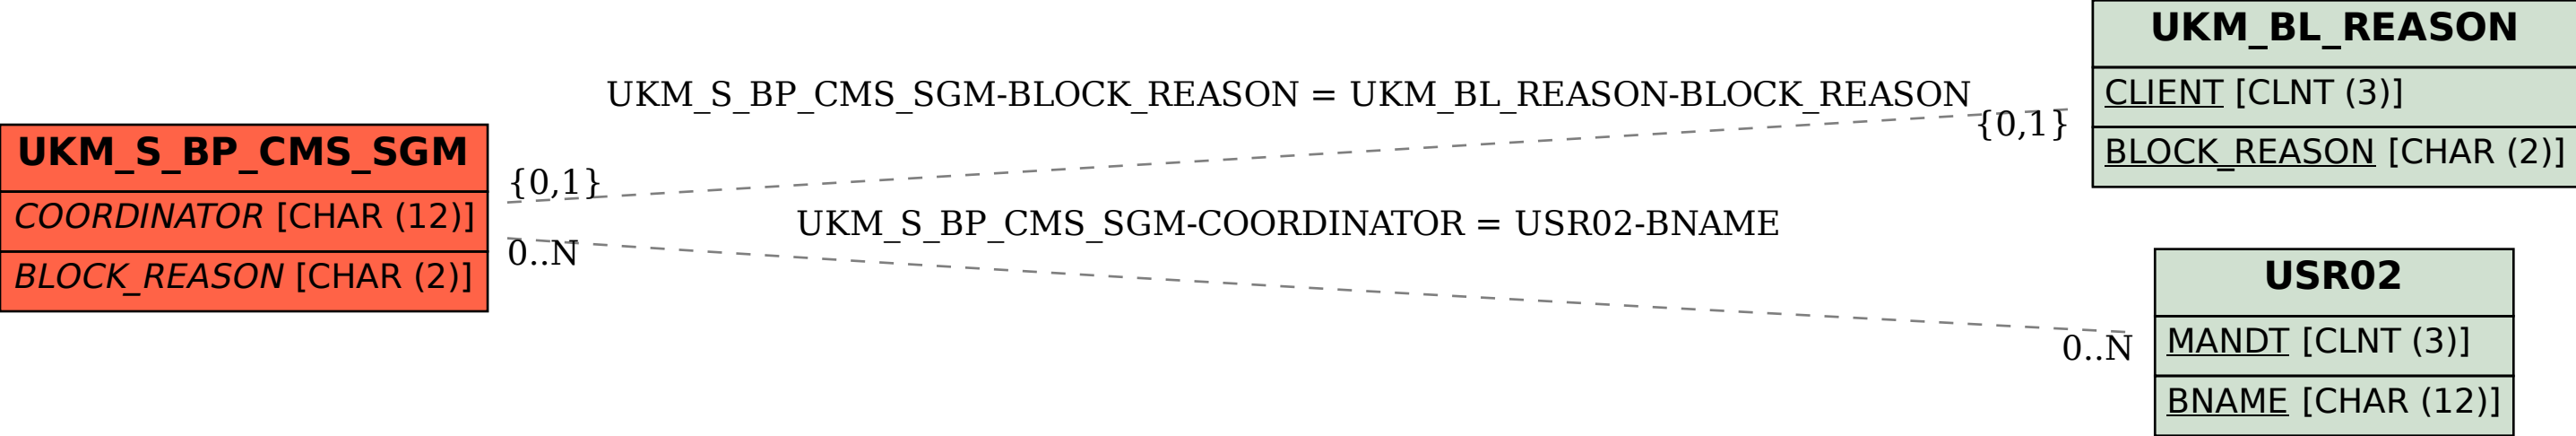 UKM_S_BP_CMS_SGM
COORDINATOR [CHAR (12)]
BLOCK_REASON [CHAR (2)]
UKM_S_BP_CMS_SGM-BLOCK_REASON = UKM_BL_REASON-BLOCK_REASON
{0,1}
{0,1}
UKM_S_BP_CMS_SGM-COORDINATOR = USR02-BNAME
0..N
0..N
UKM_BL_REASON
CLIENT [CLNT (3)]
BLOCK_REASON [CHAR (2)]
USR02
MANDT [CLNT (3)]
BNAME [CHAR (12)]